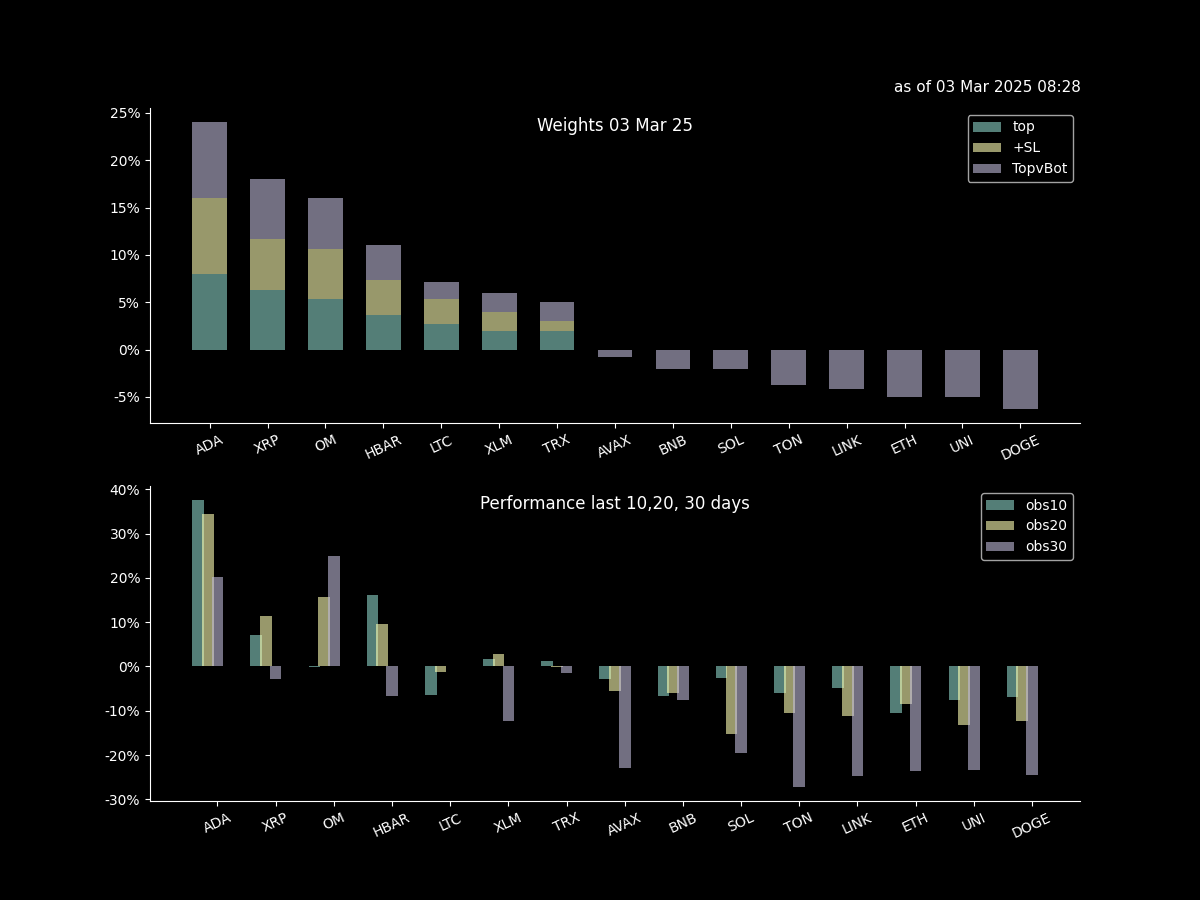 as of 03 Mar 2025 08:28
Weights 03 Mar 25
top
+SL
TopvBot
25%
20%
15%
10%
5%
0%
-5%
ADA XRP OM HBAR LTC XLM TRX AVAX BNB SOL TON LINK ETH UNI DOGE
Performance last 10,20, 30 days
obs10
obs20
obs30
40%
30%
20%
10%
0%
-10%
-20%
-30%
ADA XRP OM HBAR LTC XLM TRX AVAX BNB SOL TON LINK ETH UNI DOGE